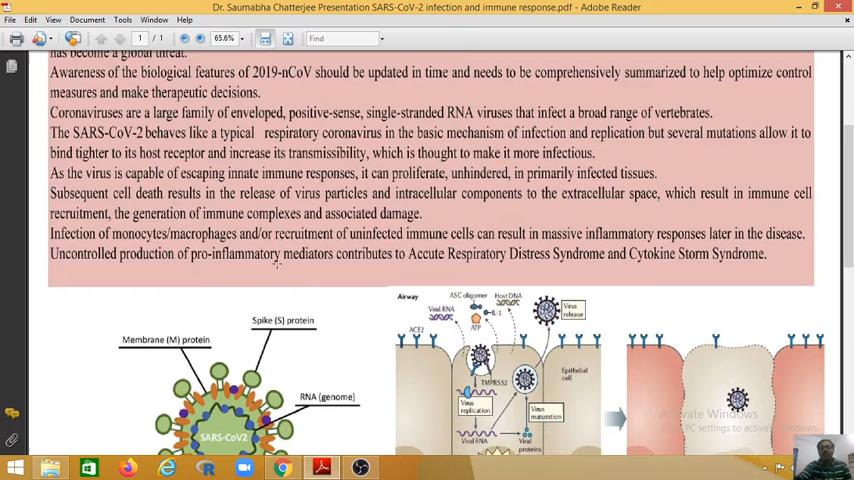 Dr. Saumabha Chatterjee Presentation SARS-CoV-2 infection and immune response.pdf - Adobe Reader
File Edit View Document Tools Window Help
1 / 1 65.6% Find
has become a global threat.
Awareness of the biological features of 2019-nCoV should be updated in time and needs to be comprehensively summarized to help optimize control
measures and make therapeutic decisions.
Coronaviruses are a large family of enveloped, positive-sense, single-stranded RNA viruses that infect a broad range of vertebrates.
The SARS-CoV-2 behaves like a typical respiratory coronavirus in the basic mechanism of infection and replication but several mutations allow it to
bind tighter to its host receptor and increase its transmissibility, which is thought to make it more infectious.
As the virus is capable of escaping innate immune responses, it can proliferate, unhindered, in primarily infected tissues.
Subsequent cell death results in the release of virus particles and intracellular components to the extracellular space, which result in immune cell
recruitment, the generation of immune complexes and associated damage.
Infection of monocytes/macrophages and/or recruitment of uninfected immune cells can result in massive inflammatory responses later in the disease.
Uncontrolled production of pro-inflammatory mediators contributes to Accute Respiratory Distress Syndrome and Cytokine Storm Syndrome.
Spike (S) protein
Membrane (M) protein
RNA (genome)
SARS-CoV2
Airway
ASC oligomer
Host DNA
Viral RNA
IL-1
ATP
Virus
release
ACE2
TMPRSS2
Epithelial
cell
Virus
replication
Virus
maturation
Viral RNA
Viral
proteins
Activate Windows
PC settings to activate Windows.